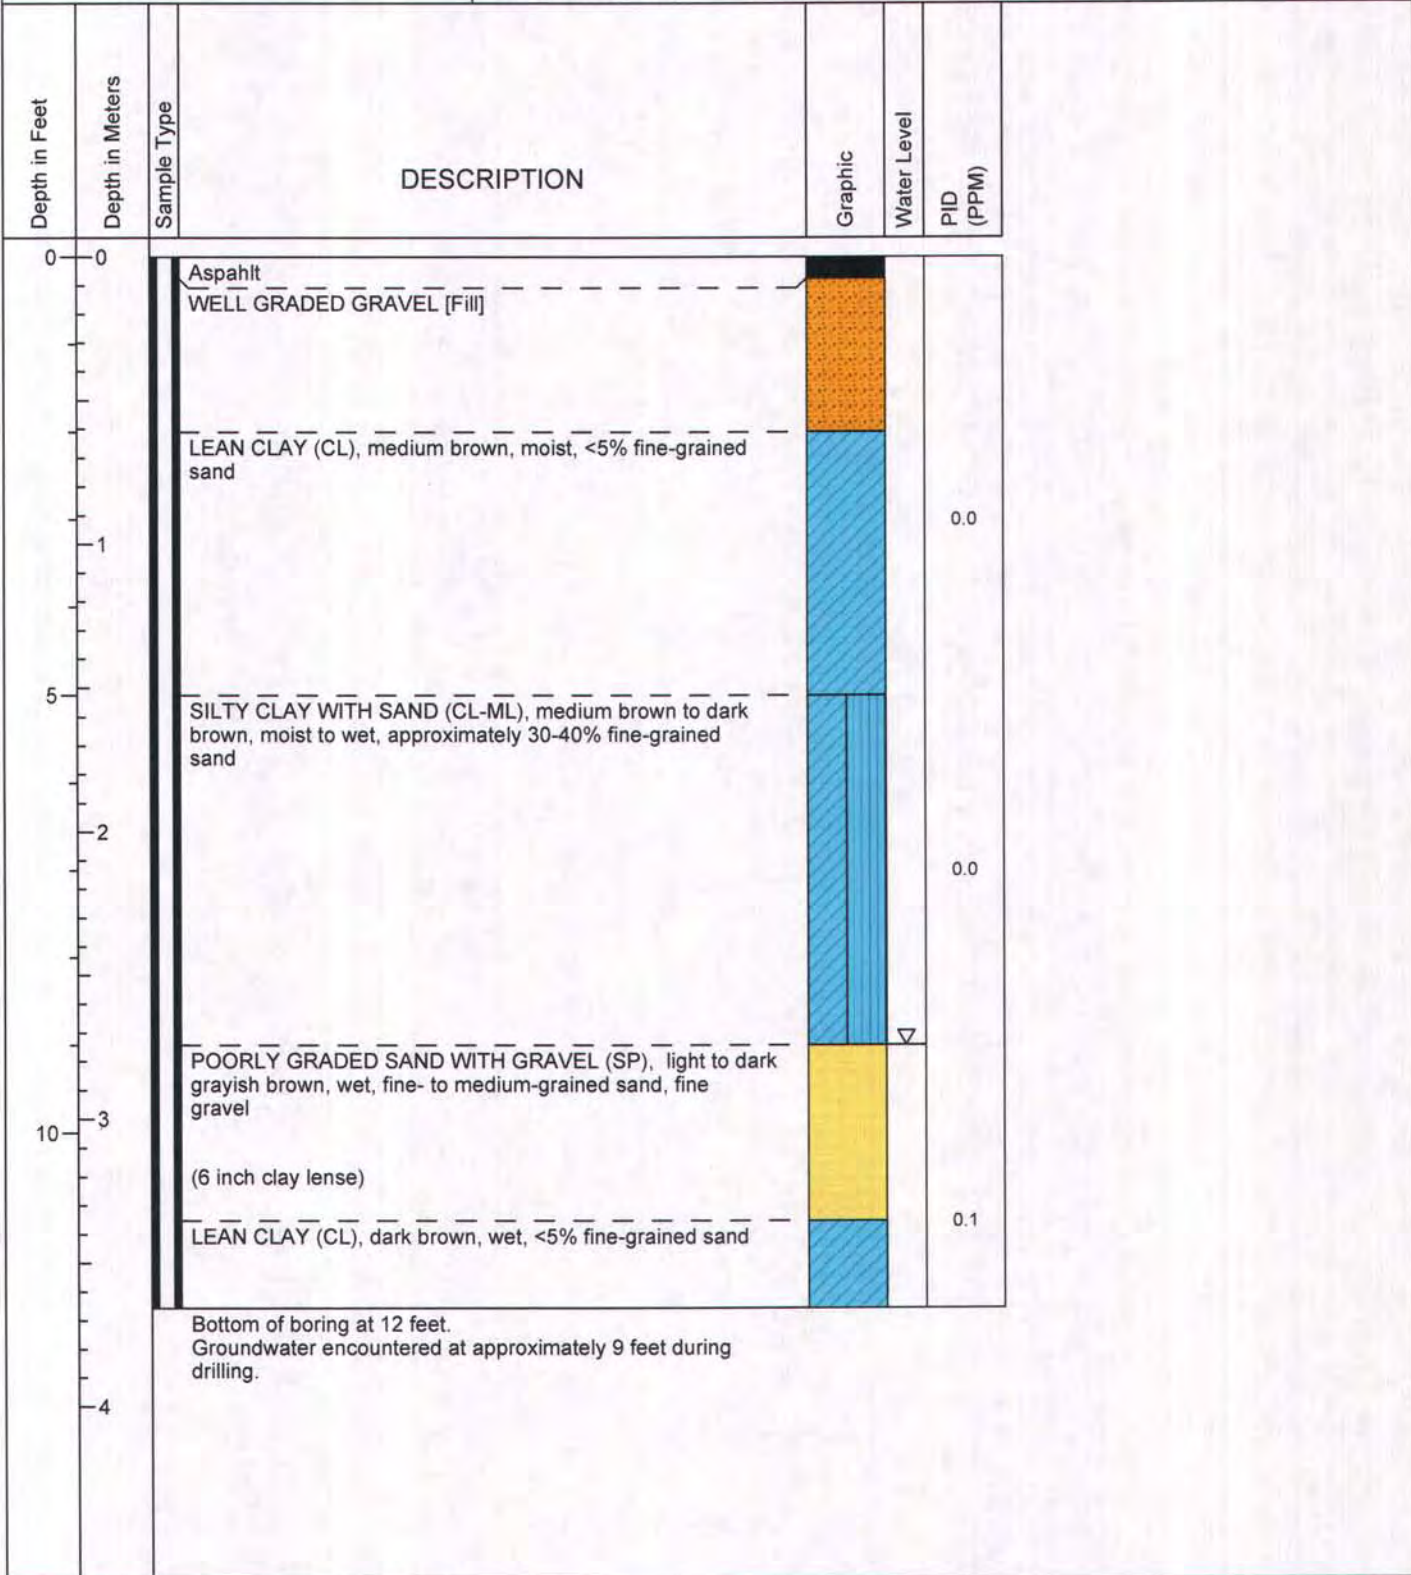 Depth in Feet
Depth in Meters
Sample Type
DESCRIPTION
Graphic
Water Level
PID
(PPM)
0
0
Aspahlt
WELL GRADED GRAVEL [Fill]
LEAN CLAY (CL), medium brown, moist, <5% fine-grained
sand
0.0
1
5
SILTY CLAY WITH SAND (CL-ML), medium brown to dark
brown, moist to wet, approximately 30-40% fine-grained
sand
2
0.0
POORLY GRADED SAND WITH GRAVEL (SP), light to dark
grayish brown, wet, fine- to medium-grained sand, fine
gravel
10
3
(6 inch clay lense)
0.1
LEAN CLAY (CL), dark brown, wet, <5% fine-grained sand
Bottom of boring at 12 feet.
Groundwater encountered at approximately 9 feet during
drilling.
4